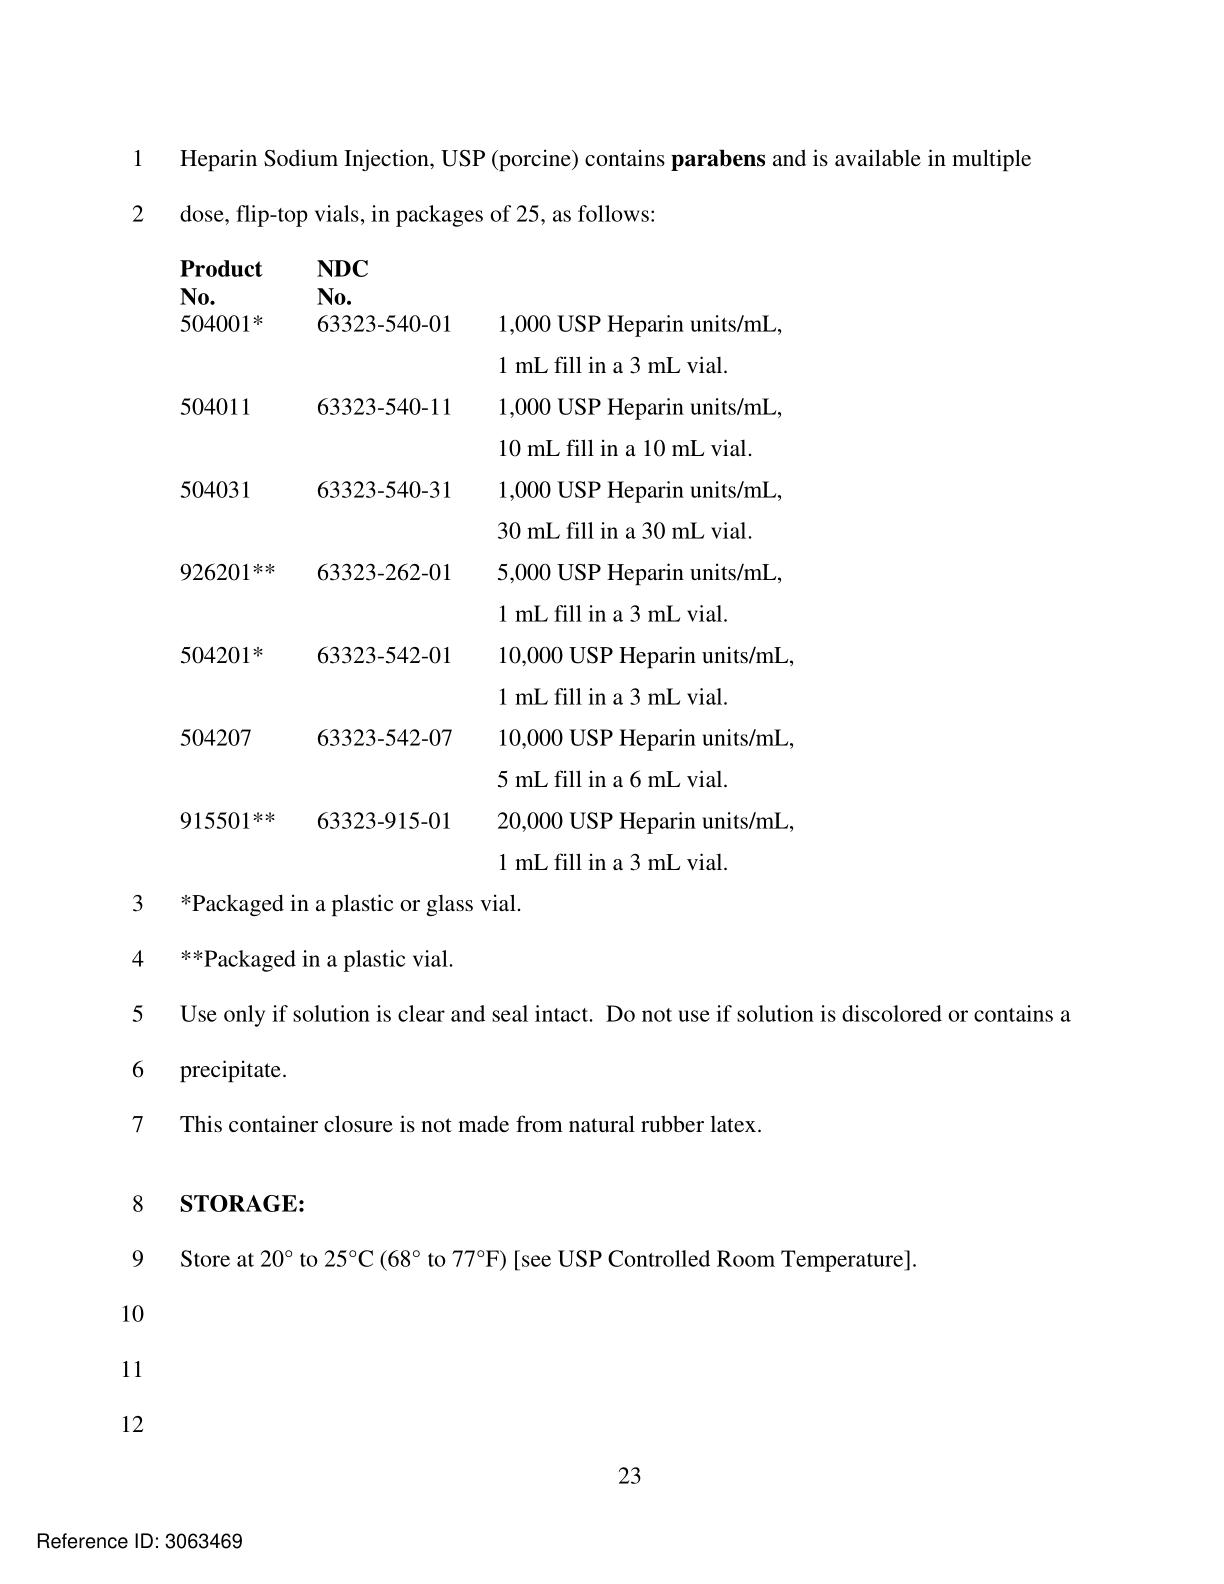 1 Heparin Sodium Injection, USP (porcine) contains parabens and is available in multiple
2 dose, flip-top vials, in packages of 25, as follows:
Product NDC
No. No.
504001* 63323-540-01 1,000 USP Heparin units/mL,
1 mL fill in a 3 mL vial.
504011 63323-540-11 1,000 USP Heparin units/mL,
10 mL fill in a 10 mL vial.
504031 63323-540-31 1,000 USP Heparin units/mL,
30 mL fill in a 30 mL vial.
926201** 63323-262-01 5,000 USP Heparin units/mL,
1 mL fill in a 3 mL vial.
504201* 63323-542-01 10,000 USP Heparin units/mL,
1 mL fill in a 3 mL vial.
504207 63323-542-07 10,000 USP Heparin units/mL,
5 mL fill in a 6 mL vial.
915501** 63323-915-01 20,000 USP Heparin units/mL,
1 mL fill in a 3 mL vial.
3 *Packaged in a plastic or glass vial.
4 **Packaged in a plastic vial.
5 Use only if solution is clear and seal intact. Do not use if solution is discolored or contains a
6 precipitate.
7 This container closure is not made from natural rubber latex.
8 STORAGE:
9 Store at 20° to 25°C (68° to 77°F) [see USP Controlled Room Temperature].
10
11
12
23
Reference ID: 3063469